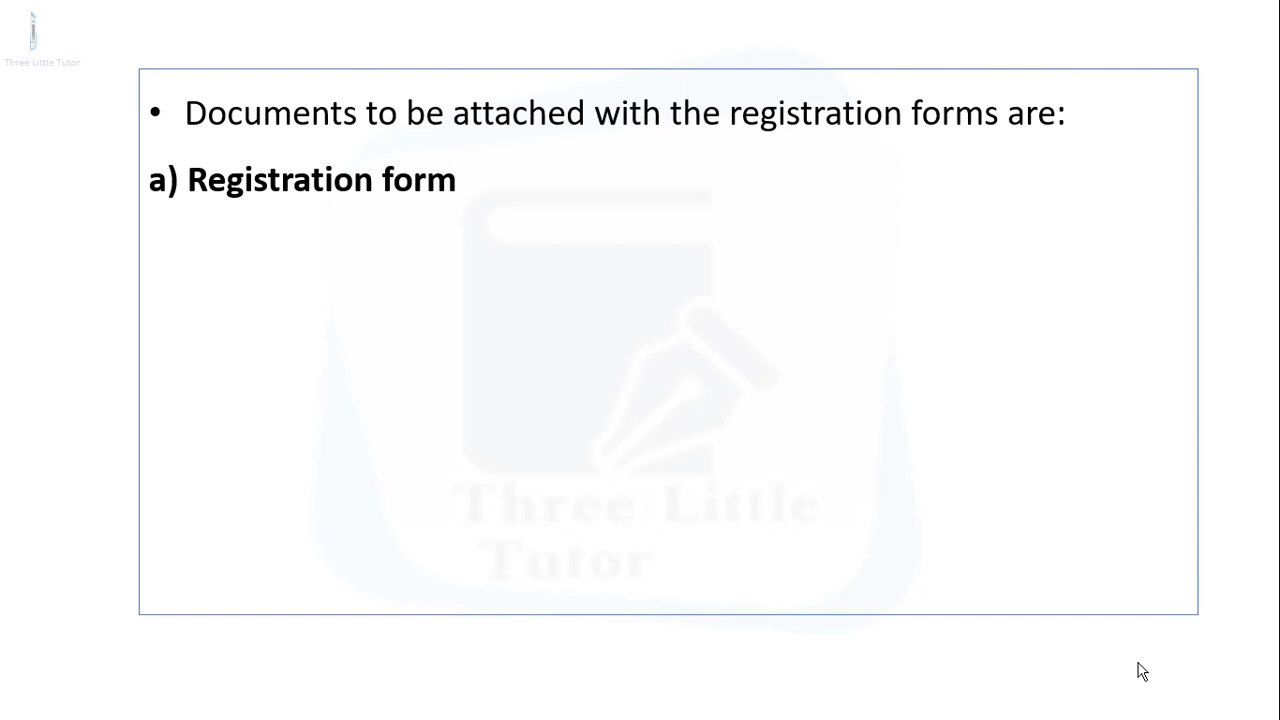 Three Little Tutor
• Documents to be attached with the registration forms are:
a) Registration form
Three Little
Tutor